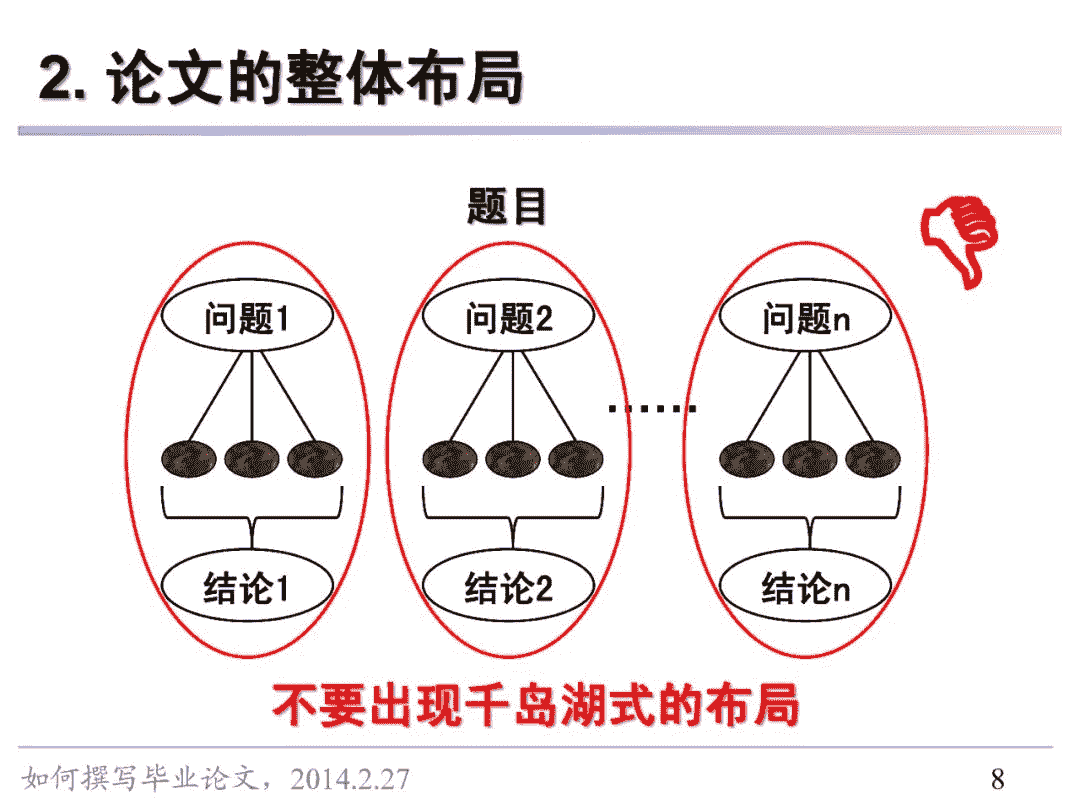 2. 论文的整体布局
题目
问题1 问题2 问题n
……
结论1 结论2 结论n
不要出现千岛湖式的布局
如何撰写毕业论文，2014.2.27 8